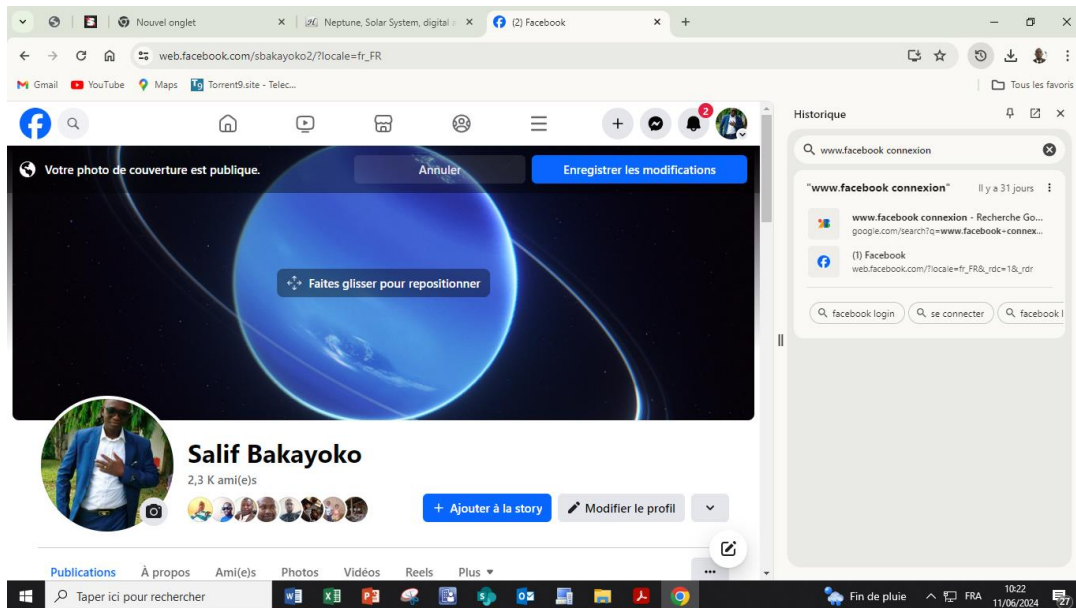 Nouvel onglet
Neptune, Solar System, digital
(2) Facebook
web.facebook.com/sbakayoko2/?locale=fr_FR
Gmail YouTube Maps Torrent9.site - Telec... Tous les favoris
2
Votre photo de couverture est publique. Annuler Enregistrer les modifications
Faites glisser pour repositionner
Salif Bakayoko
2,3 K ami(e)s
+ Ajouter à la story Modifier le profil
Publications À propos Ami(e)s Photos Vidéos Reels Plus
Historique
www.facebook connexion
"www.facebook connexion" Il y a 31 jours
www.facebook connexion - Recherche Go...
google.com/search?q=www.facebook+connex...
(1) Facebook
web.facebook.com/?locale=fr_FR&_rdc=1&_rdr
facebook login se connecter facebook l
Taper ici pour rechercher
Fin de pluie FRA 10:22
11/06/2024 27